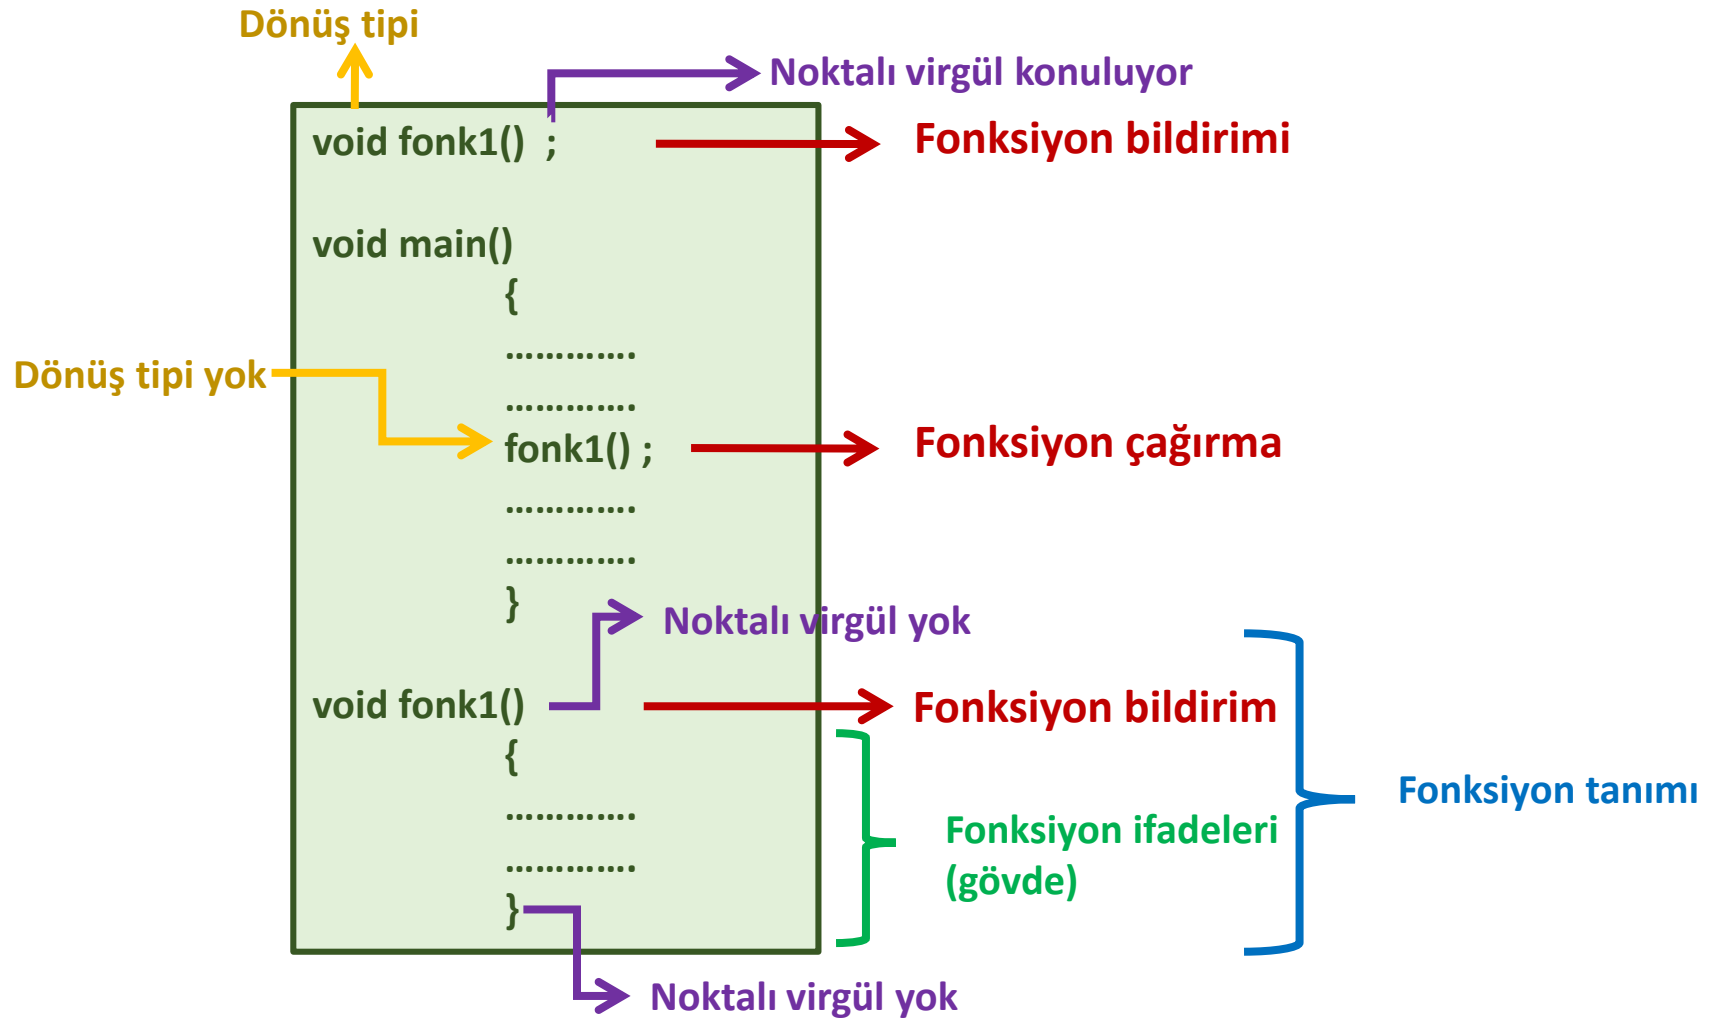 Dönüş tipi
Noktalı virgül konuluyor
void fonk1() ;
Fonksiyon bildirimi
void main()
{
.............
Dönüş tipi yok
.............
fonk1() ;
Fonksiyon çağırma
.............
.............
}
Noktalı virgül yok
void fonk1()
Fonksiyon bildirim
{
Fonksiyon tanımı
.............
Fonksiyon ifadeleri
(gövde)
.............
}
Noktalı virgül yok